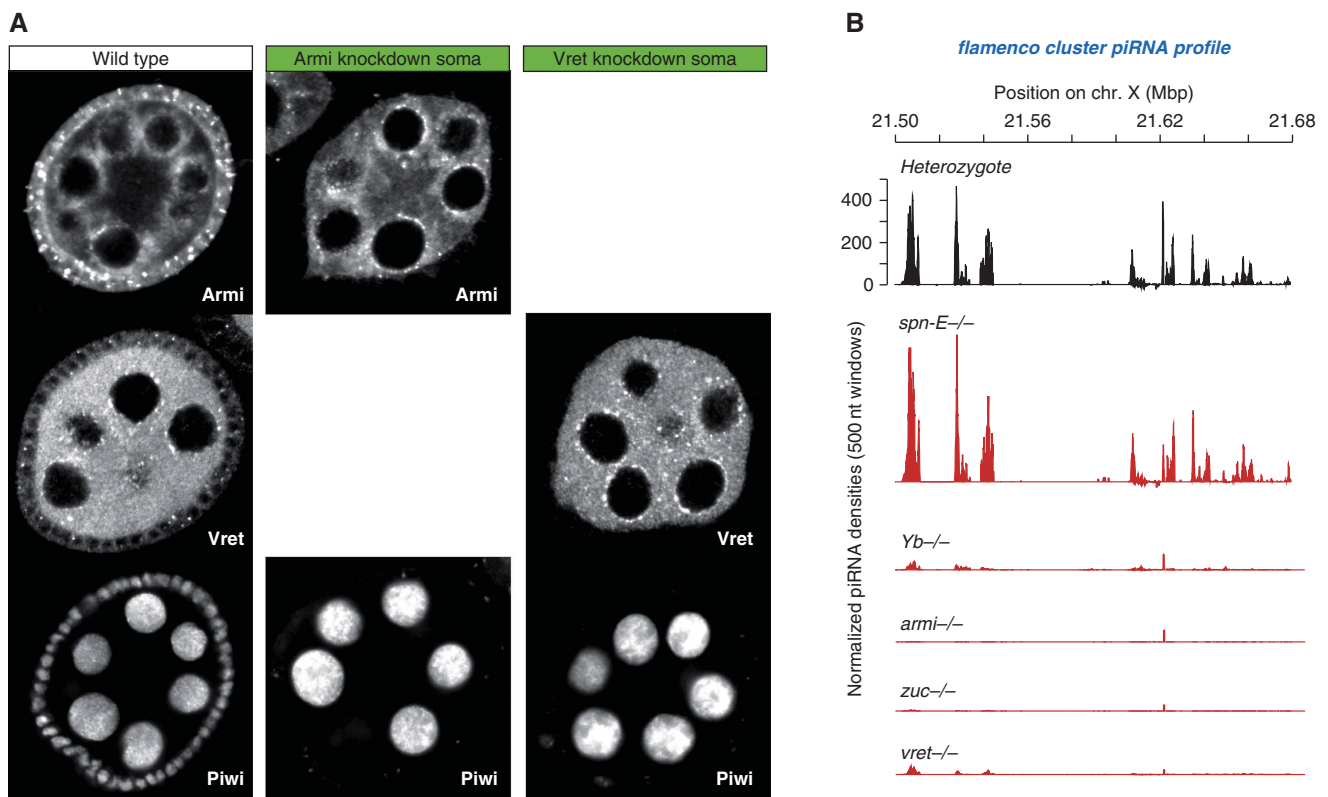 A
Wild type
Armi knockdown soma
Vret knockdown soma
Armi
Armi
Vret
Vret
Piwi
Piwi
Piwi
B
flamenco cluster piRNA profile
Position on chr. X (Mbp)
21.50 21.56 21.62 21.68
Normalized piRNA densities (500 nt windows)
Heterozygote
400
200
0
spn-E–/–
Yb–/–
armi–/–
zuc–/–
vret–/–